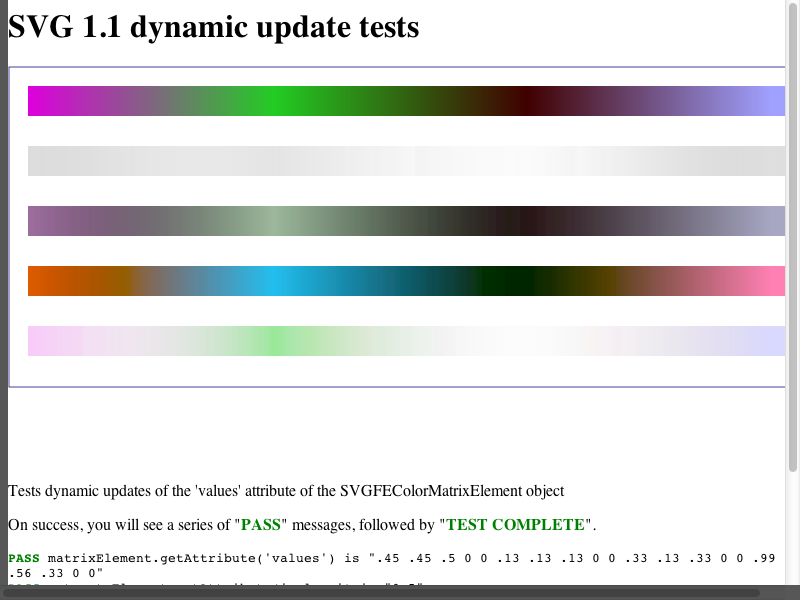 SVG 1.1 dynamic update tests
Tests dynamic updates of the 'values' attribute of the SVGFEColorMatrixElement object
On success, you will see a series of "PASS" messages, followed by "TEST COMPLETE".
PASS matrixElement.getAttribute('values') is ".45 .45 .5 0 0 .13 .13 .13 0 0 .33 .13 .33 0 0 .99
.56 .33 0 0"